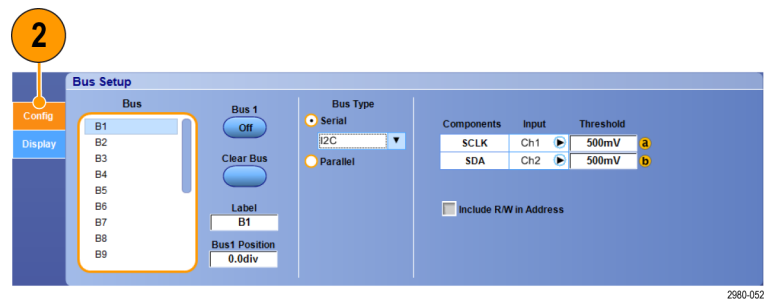 2
Bus Setup
Config
Display
Bus
B1
B2
B3
B4
B5
B6
B7
B8
B9
Bus 1
Off
Clear Bus
Label
B1
Bus1 Position
0.0div
Bus Type
Serial
I2C
Parallel
Components Input Threshold
SCLK Ch1 500mV a
SDA Ch2 500mV b
Include R/W in Address
2980-052